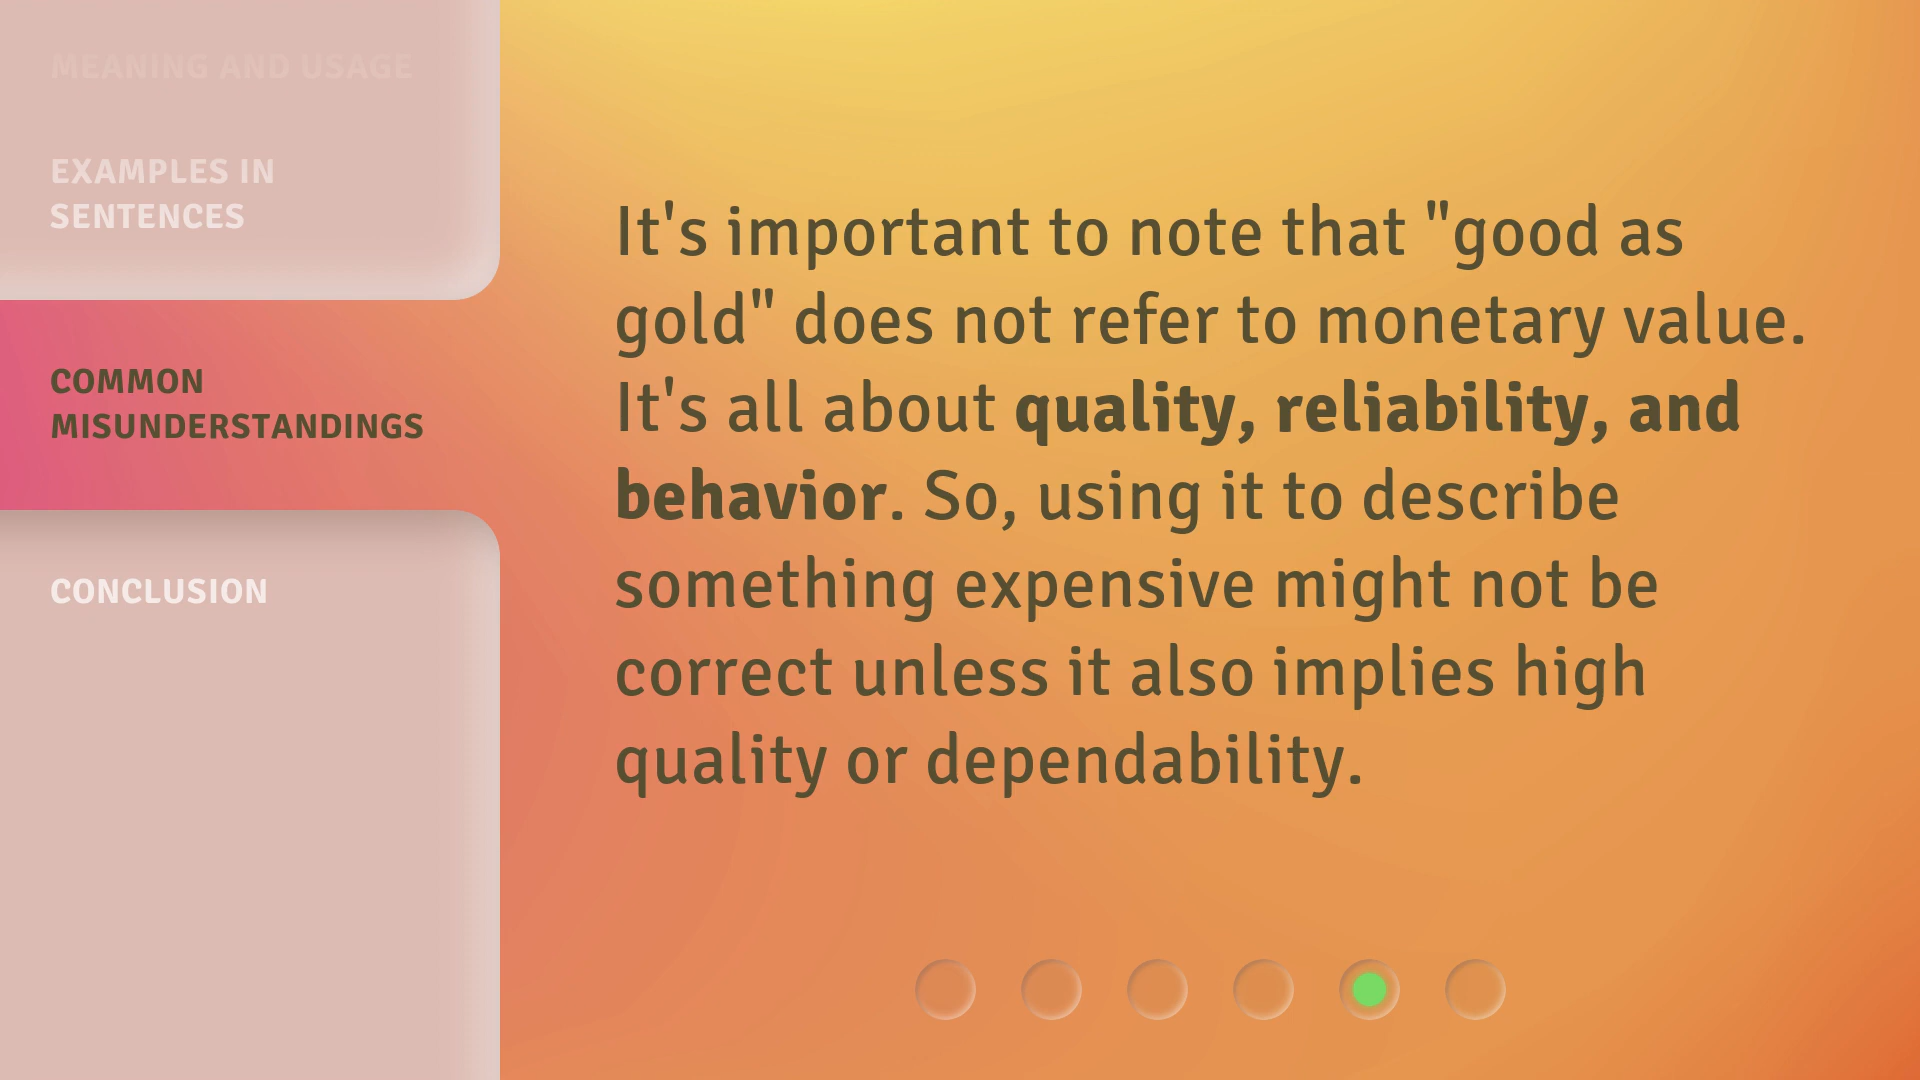 MEANING AND USAGE
EXAMPLES IN
SENTENCES
COMMON
MISUNDERSTANDINGS
CONCLUSION
It's important to note that "good as
gold" does not refer to monetary value.
It's all about quality, reliability, and
behavior. So, using it to describe
something expensive might not be
correct unless it also implies high
quality or dependability.